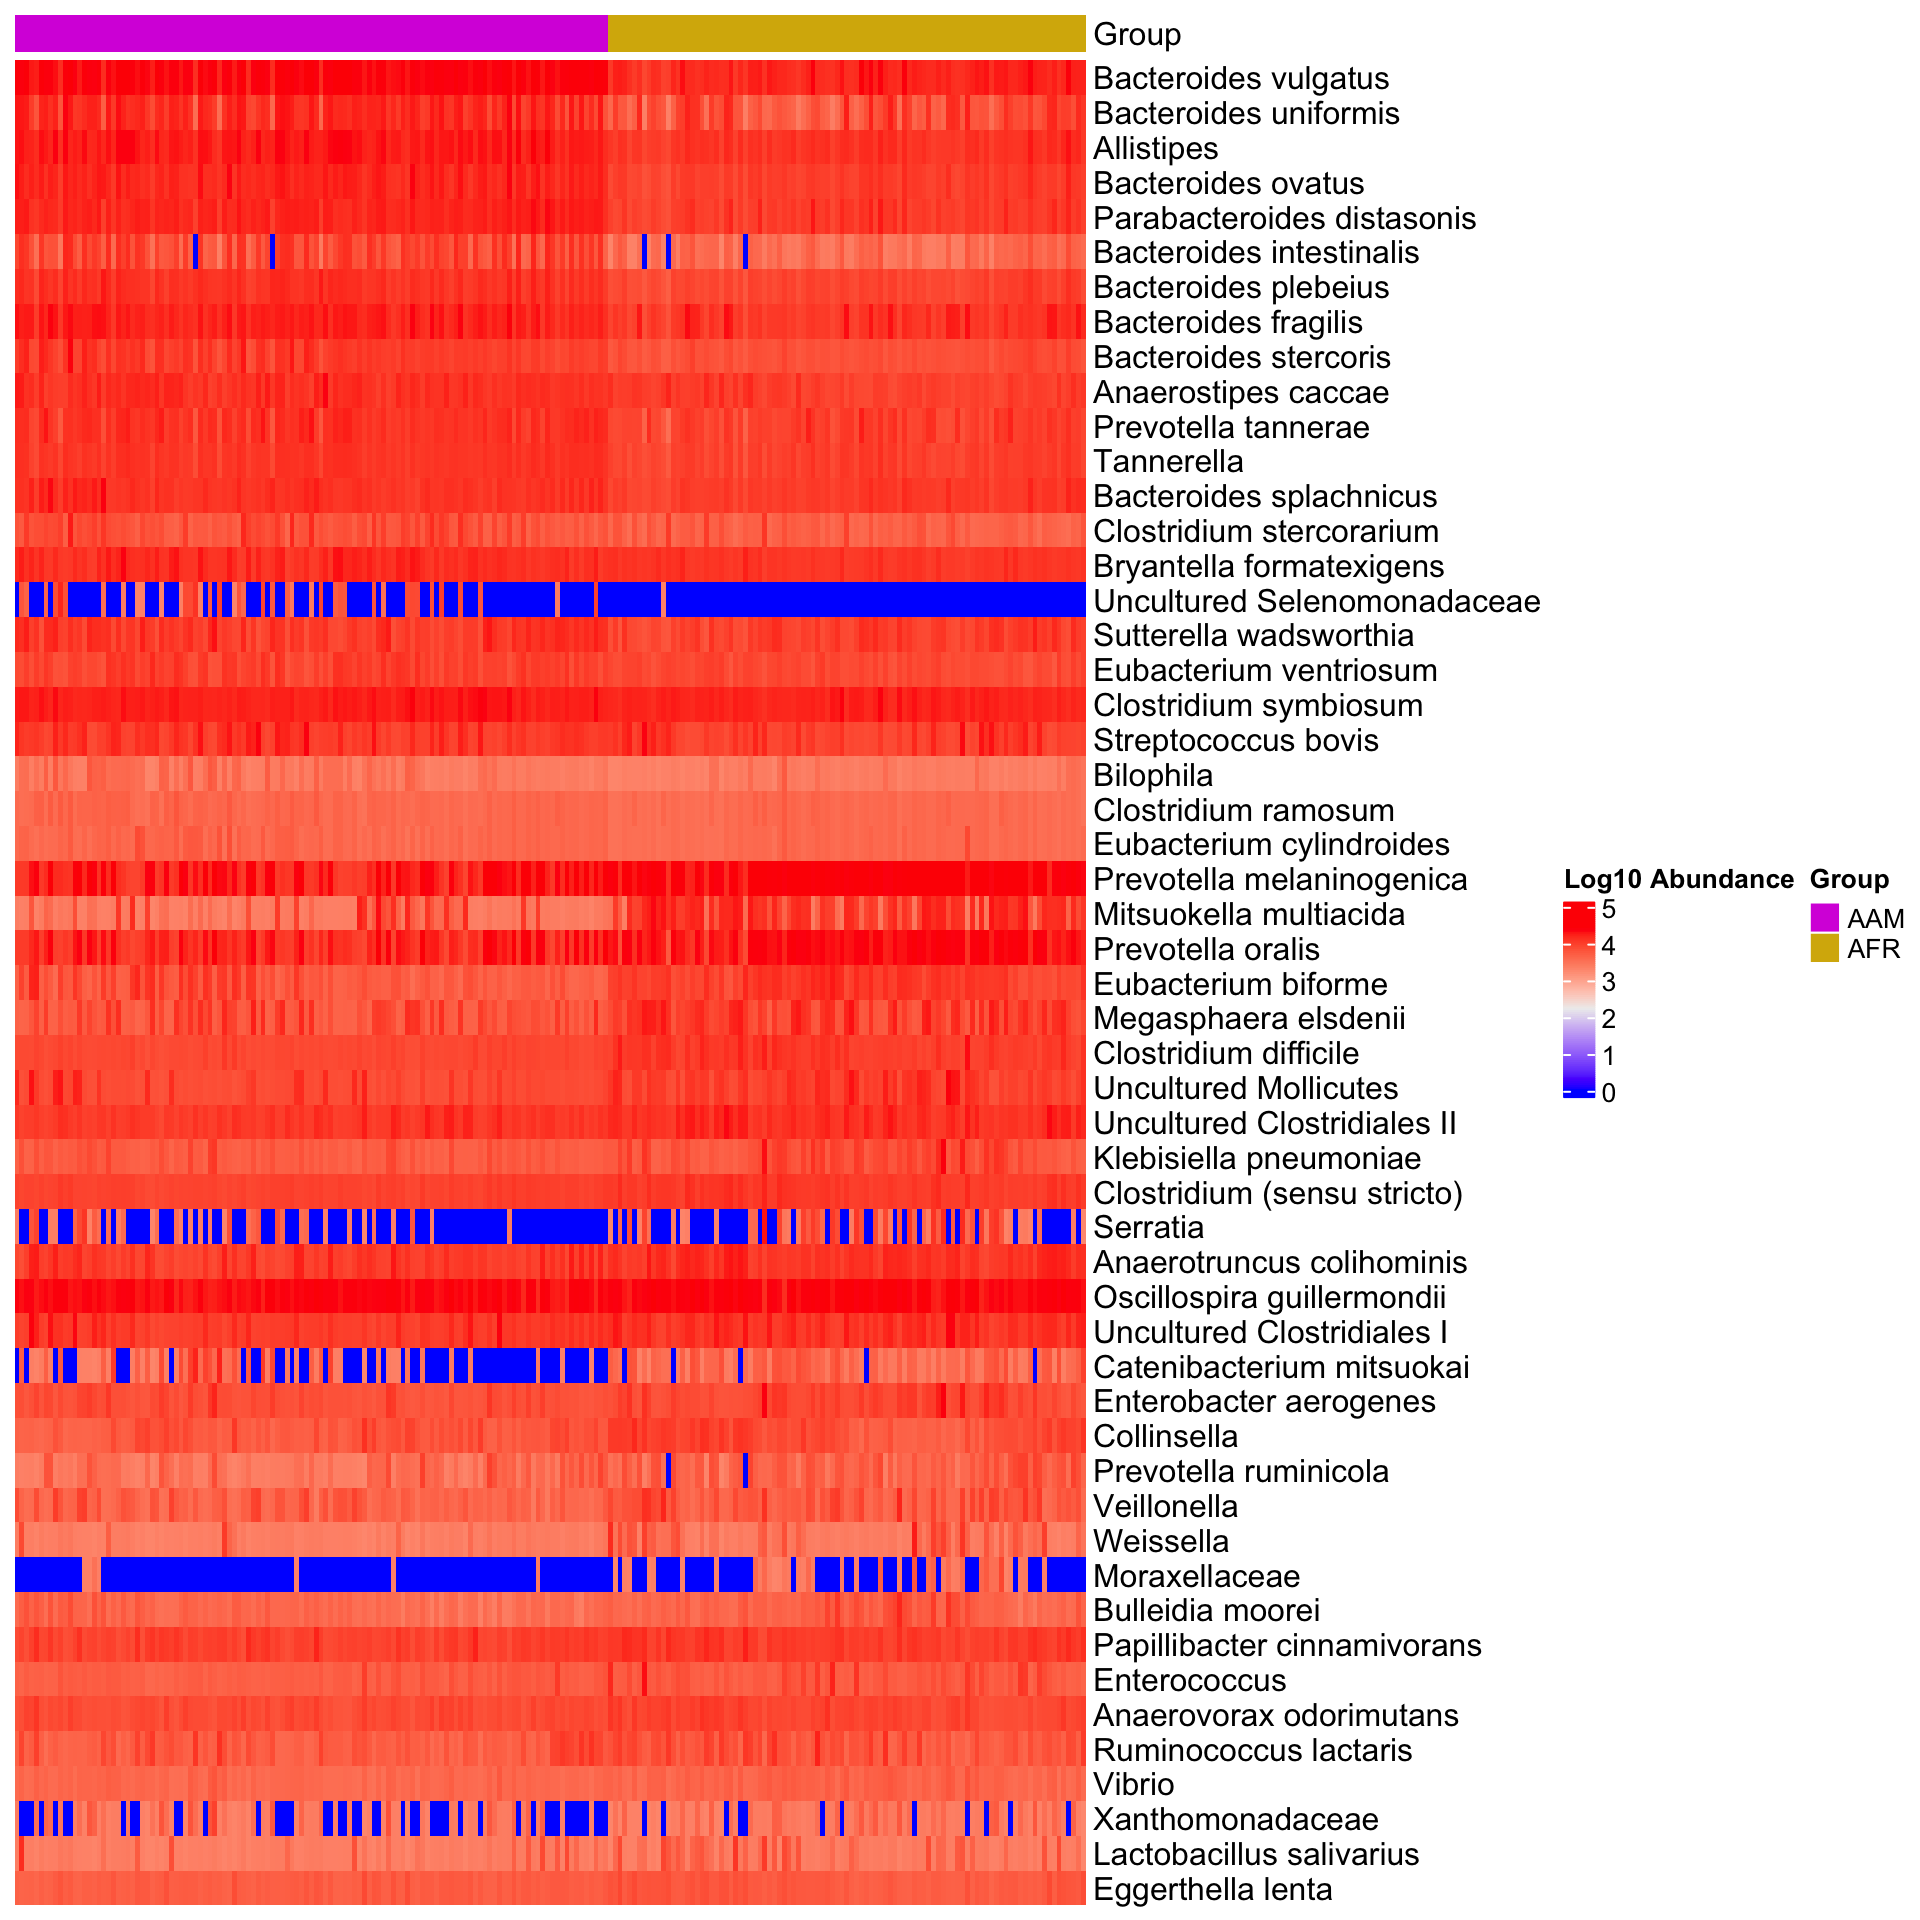 Group
Bacteroides vulgatus
Bacteroides uniformis
Allistipes
Bacteroides ovatus
Parabacteroides distasonis
Bacteroides intestinalis
Bacteroides plebeius
Bacteroides fragilis
Bacteroides stercoris
Anaerostipes caccae
Prevotella tannerae
Tannerella
Bacteroides splachnicus
Clostridium stercorarium
Bryantella formatexigens
Uncultured Selenomonadaceae
Sutterella wadsworthia
Eubacterium ventriosum
Clostridium symbiosum
Streptococcus bovis
Bilophila
Clostridium ramosum
Eubacterium cylindroides
Prevotella melaninogenica
Mitsuokella multiacida
Prevotella oralis
Eubacterium biforme
Megasphaera elsdenii
Clostridium difficile
Uncultured Mollicutes
Uncultured Clostridiales II
Klebisiella pneumoniae
Clostridium (sensu stricto)
Serratia
Anaerotruncus colihominis
Oscillospira guillermondii
Uncultured Clostridiales I
Catenibacterium mitsuokai
Enterobacter aerogenes
Collinsella
Prevotella ruminicola
Veillonella
Weissella
Moraxellaceae
Bulleidia moorei
Papillibacter cinnamivorans
Enterococcus
Anaerovorax odorimutans
Ruminococcus lactaris
Vibrio
Xanthomonadaceae
Lactobacillus salivarius
Eggerthella lenta
Log10 Abundance
5
4
3
2
1
0
Group
AAM
AFR